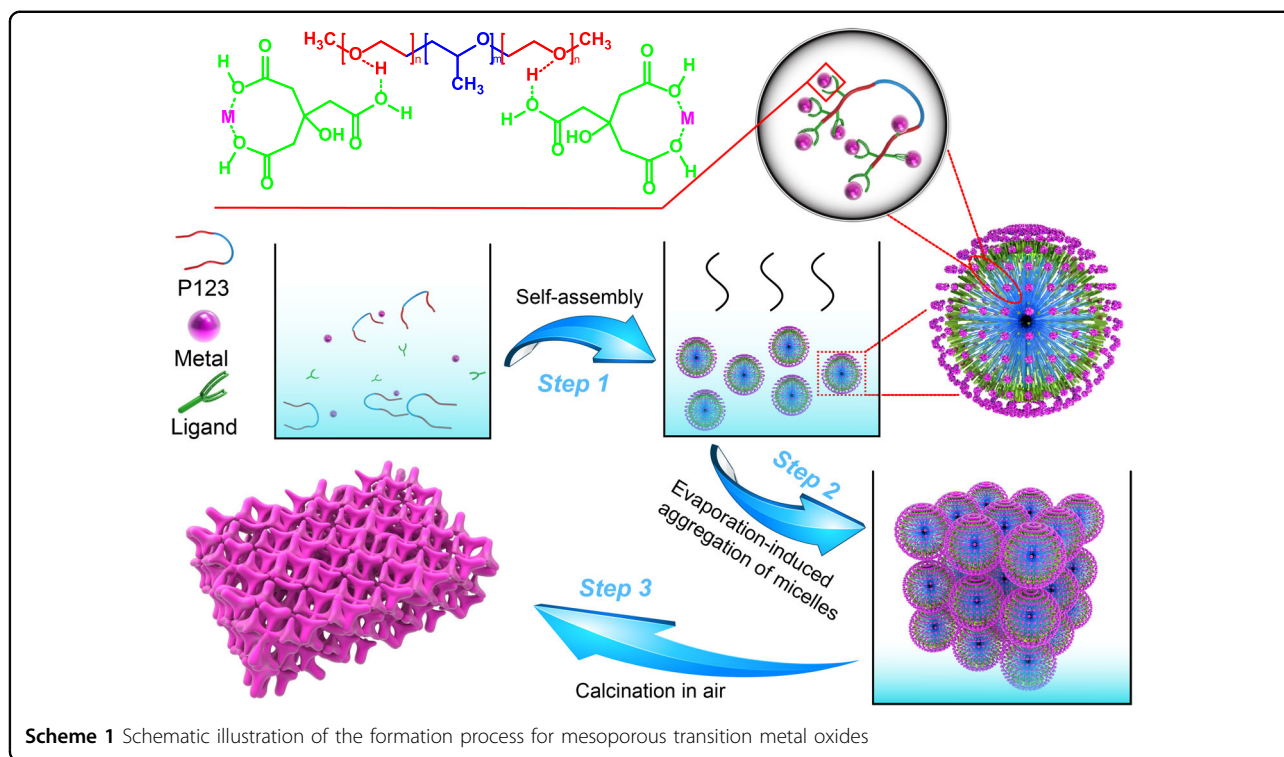 H₃C O n O m O n CH₃
H H
CH₃
O H O M O H O OH O H O
O H O HO O H M O H O
P123
Metal
Ligand
Self-assembly
Step 1
Step 2
Evaporation-induced
aggregation of micelles
Step 3
Calcination in air
Scheme 1 Schematic illustration of the formation process for mesoporous transition metal oxides